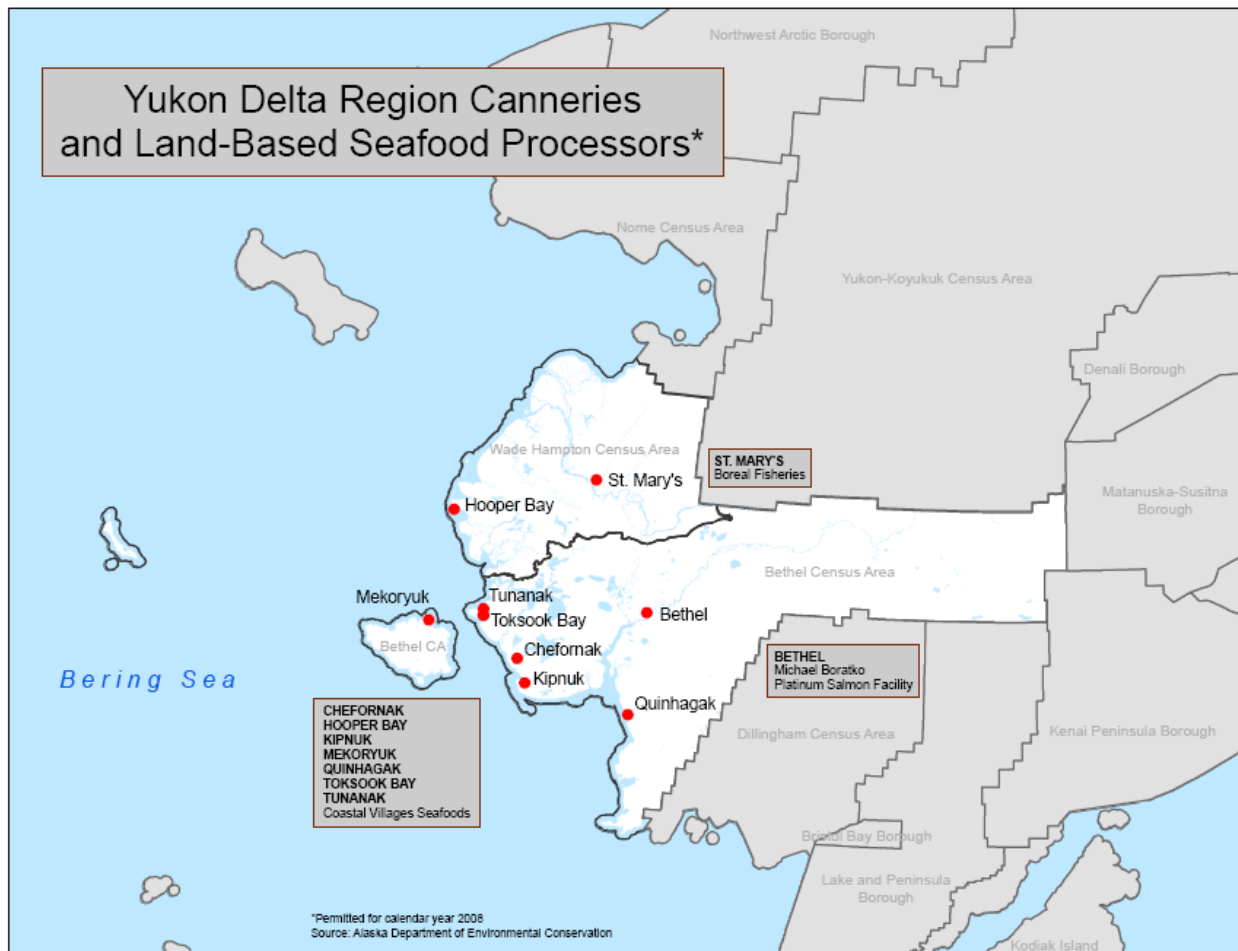 Northwest Arctic Borough
Yukon Delta Region Canneries
and Land-Based Seafood Processors*
Nome Census Area
Yukon-Koyukuk Census Area
Denali Borough
Wade Hampton Census Area
ST. MARY'S
Boreal Fisheries
St. Mary's
Matanuska-Susitna
Borough
Hooper Bay
Bethel Census Area
Mekoryuk
Tunanak
Toksook Bay
Bethel
Bethel CA
Chefornak
BETHEL
Michael Boratko
Platinum Salmon Facility
Bering Sea
Kipnuk
Quinhagak
CHEFORNAK
HOOPER BAY
KIPNUK
MEKORYUK
QUINHAGAK
TOKSOOK BAY
TUNANAK
Coastal Villages Seafoods
Dillingham Census Area
Kenai Peninsula Borough
Bristol Bay Borough
Lake and Peninsula
Borough
*Permitted for calendar year 2008
Source: Alaska Department of Environmental Conservation
Kodiak Island